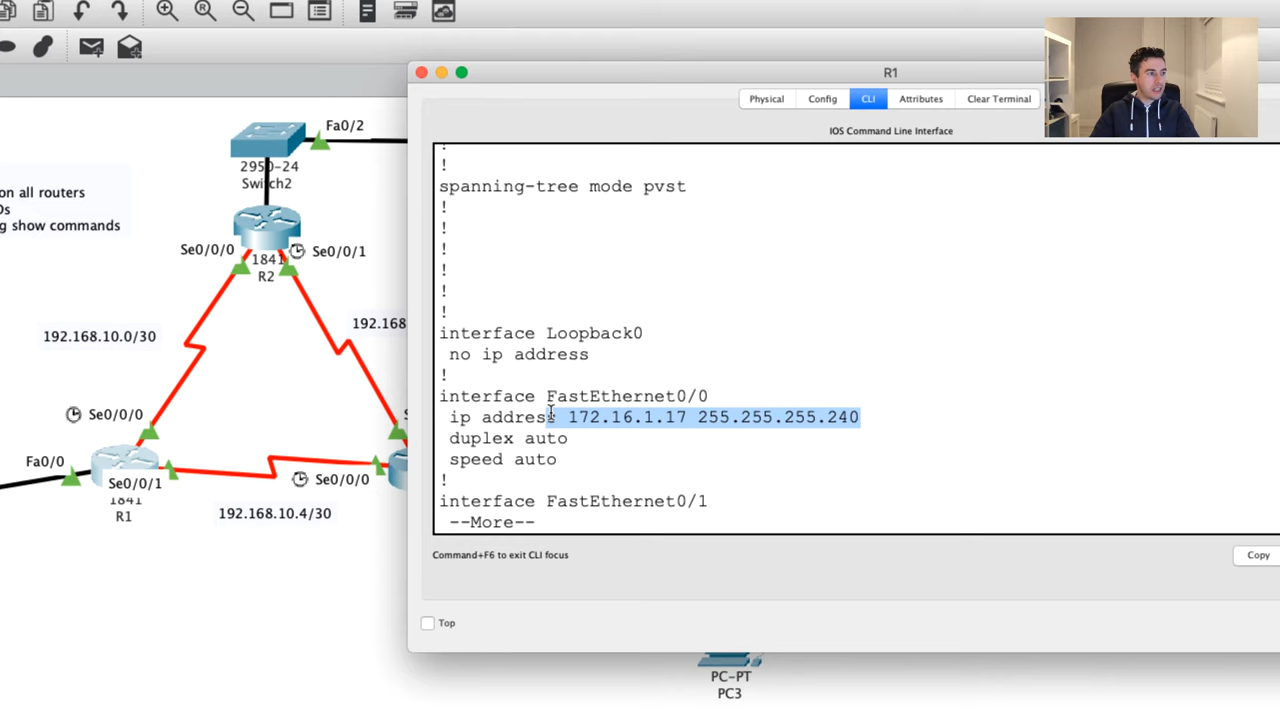 on all routers
Ds
g show commands
Fa0/2
2950-24
Switch2
Se0/0/0
Se0/0/1
1841
R2
192.168.10.0/30
192.168
Se0/0/0
Fa0/0
Se0/0/1
1841
R1
Se0/0/0
192.168.10.4/30
S
R1
Physical
Config
CLI
Attributes
Clear Terminal
IOS Command Line Interface
!
!
spanning-tree mode pvst
!
!
!
!
!
!
interface Loopback0
no ip address
!
interface FastEthernet0/0
ip address 172.16.1.17 255.255.255.240
duplex auto
speed auto
!
interface FastEthernet0/1
--More--
Command+F6 to exit CLI focus
Copy
Top
PC-PT
PC3